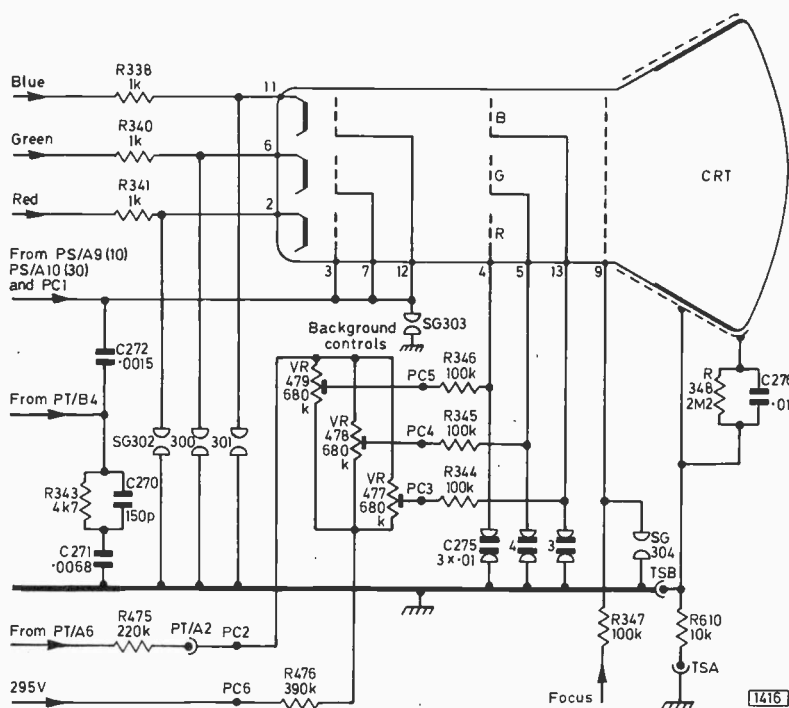 Blue
R338
1k
11
Green
R340
1k
6
Red
R341
1k
2
B
G
R
CRT
From PS/A9 (10)
PS/A10 (30)
and PC1
3
7
12
4
5
13
9
SG303
Background
controls
C272
·0015
From PT/B4
R343
4k7
C270
150p
C271
·0068
SG302
300
301
VR
479
680
k
VR
478
680
k
VR
477
680
k
PC5
R346
100k
PC4
R345
100k
PC3
R344
100k
C275
3×·01
4
3
R
348
2M2
C276
·01
SG
304
TSB
From PT/A6
R475
220k
PT/A2
PC2
R347
100k
R610
10k
TSA
295V
PC6
R476
390k
Focus
1416